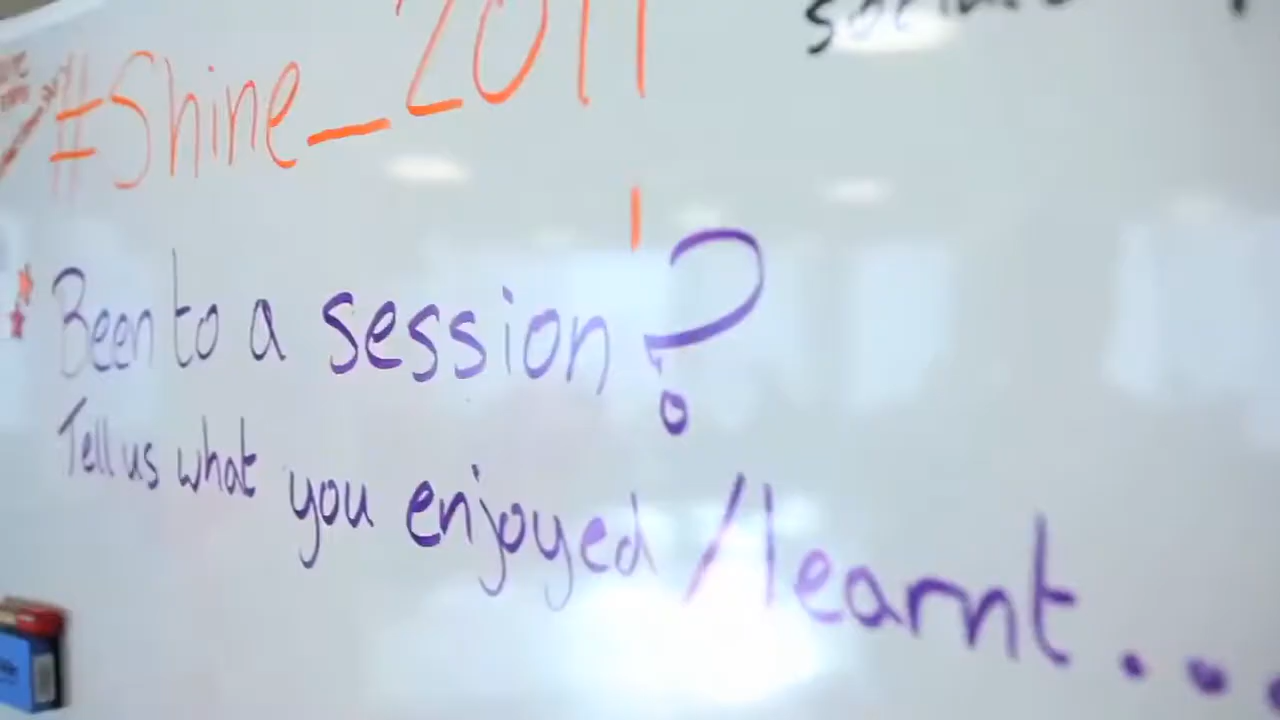 #Shine_2011
Been to a session?
Tell us what you enjoyed/learnt...